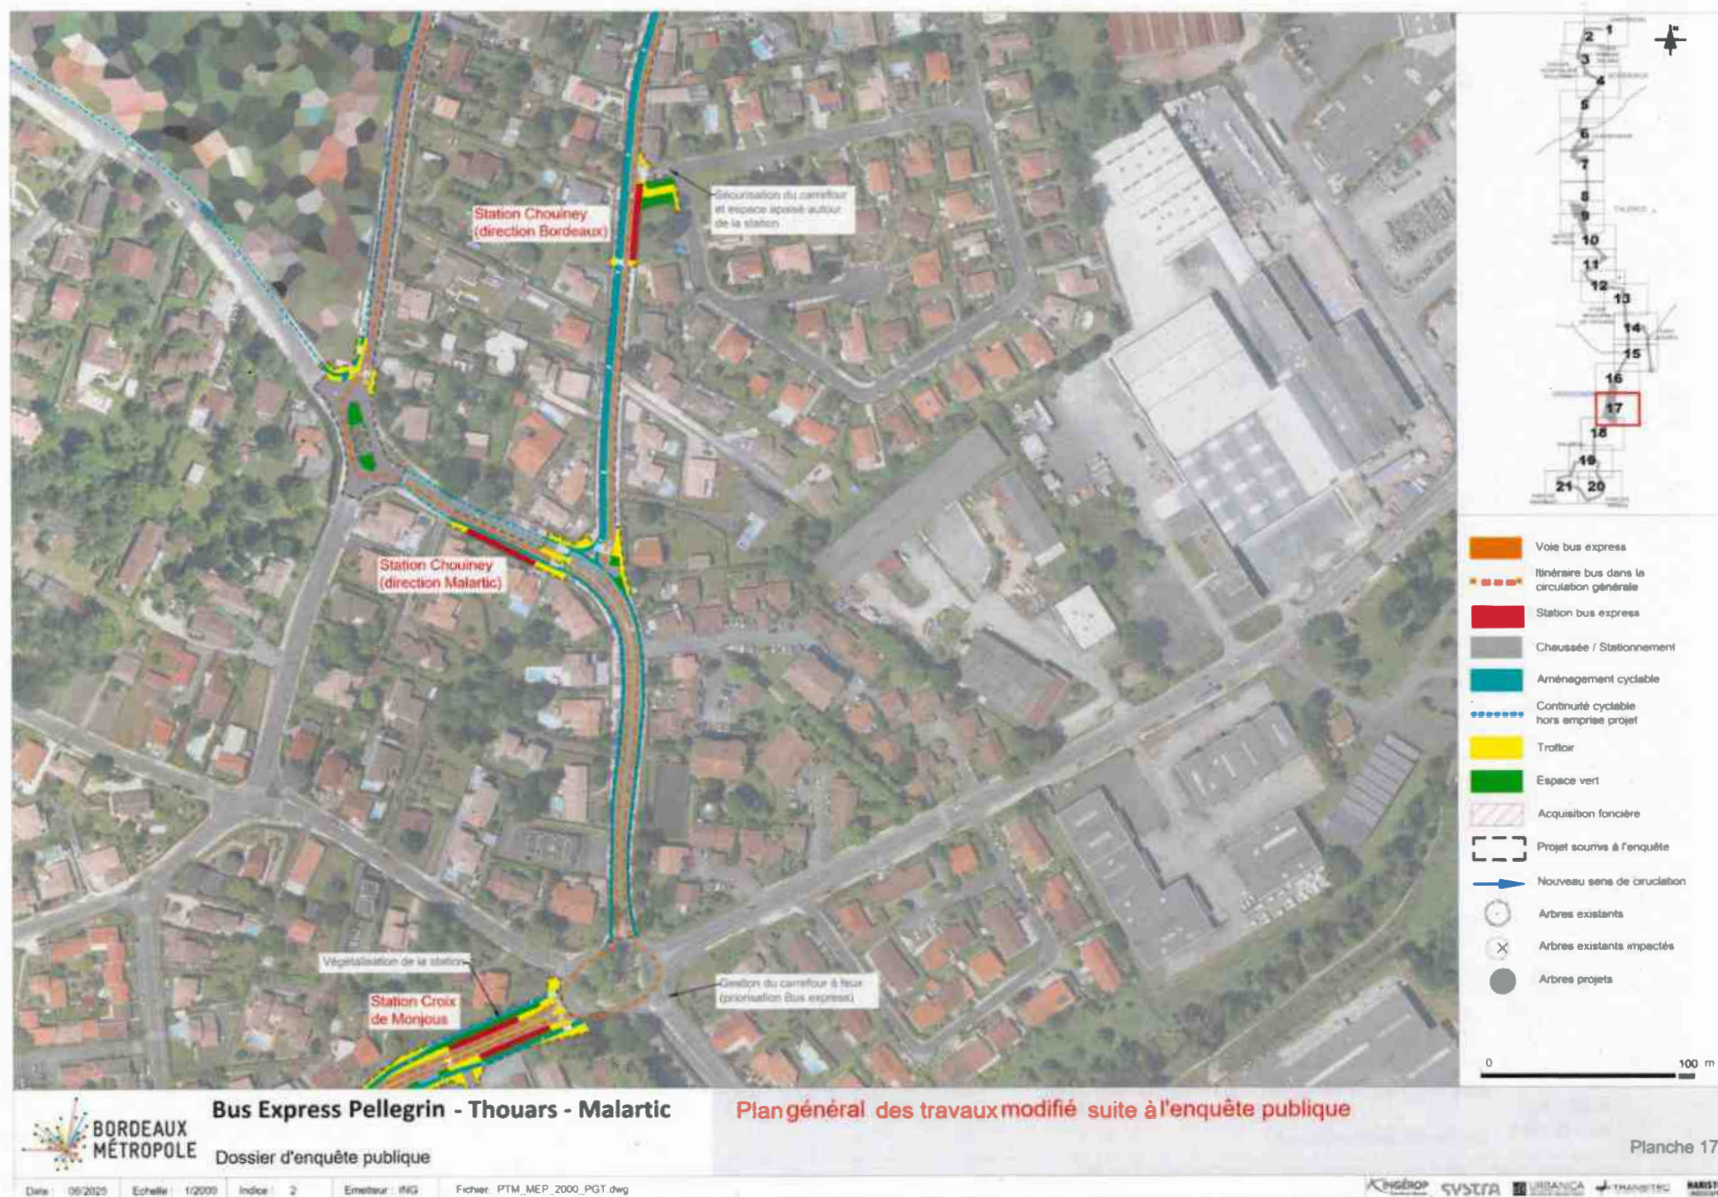 Station Chouiney
(direction Bordeaux)
Sécurisation du carrefour
et espace apaisé autour
de la station
Station Chouiney
(direction Malartic)
Végétalisation de la station
Station Croix
de Monjous
Gestion du carrefour à feux
(priorisation Bus express)
1
2
3
4
5
6
7
8
9
TALENCE
10
11
12
13
14
15
16
17
18
19
21
20
Voie bus express
Itinéraire bus dans la
circulation générale
Station bus express
Chaussée / Stationnement
Aménagement cyclable
Continuité cyclable
hors emprise projet
Trottoir
Espace vert
Acquisition foncière
Projet soumis à l'enquête
Nouveau sens de ciruclation
Arbres existants
Arbres existants impactés
Arbres projets
0 100 m
BORDEAUX
MÉTROPOLE
Bus Express Pellegrin - Thouars - Malartic
Dossier d'enquête publique
Plan général des travaux modifié suite à l'enquête publique
Planche 17
Date : 06/2025 Echelle : 1/2000 Indice : 2 Emetteur : ING Fichier: PTM_MEP_2000_PGT.dwg
INGÉROP SYSTRA URBANICA TRANSITEC